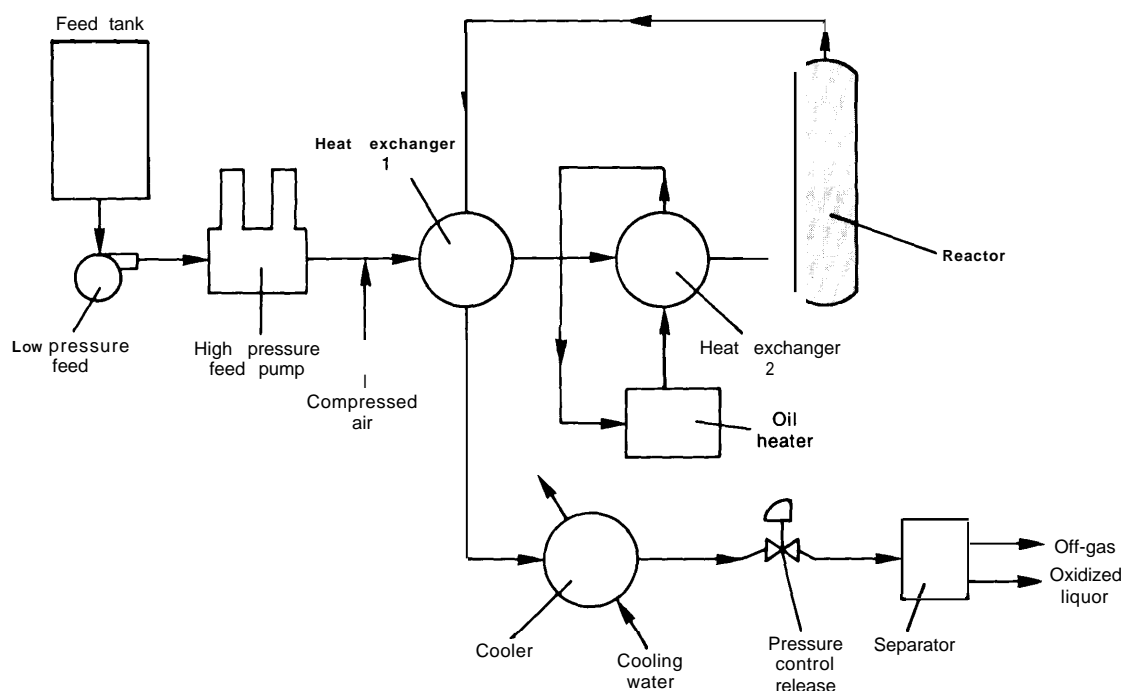 Feed tank
Heat exchanger
1
Reactor
Low pressure
feed
High pressure
feed pump
Compressed
air
Heat exchanger
2
Oil
heater
Cooler
Cooling
water
Pressure
control
release
Separator
Off-gas
Oxidized
liquor